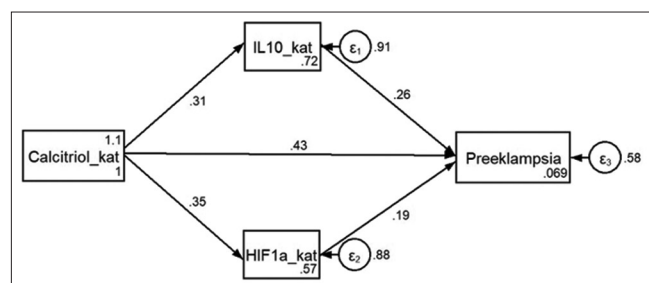 IL10_kat
.72
ε1
.91
.31
.26
1.1
Calcitriol_kat
1
.43
Preeklampsia
.069
ε3
.58
.35
.19
HIF1a_kat
.57
ε2
.88